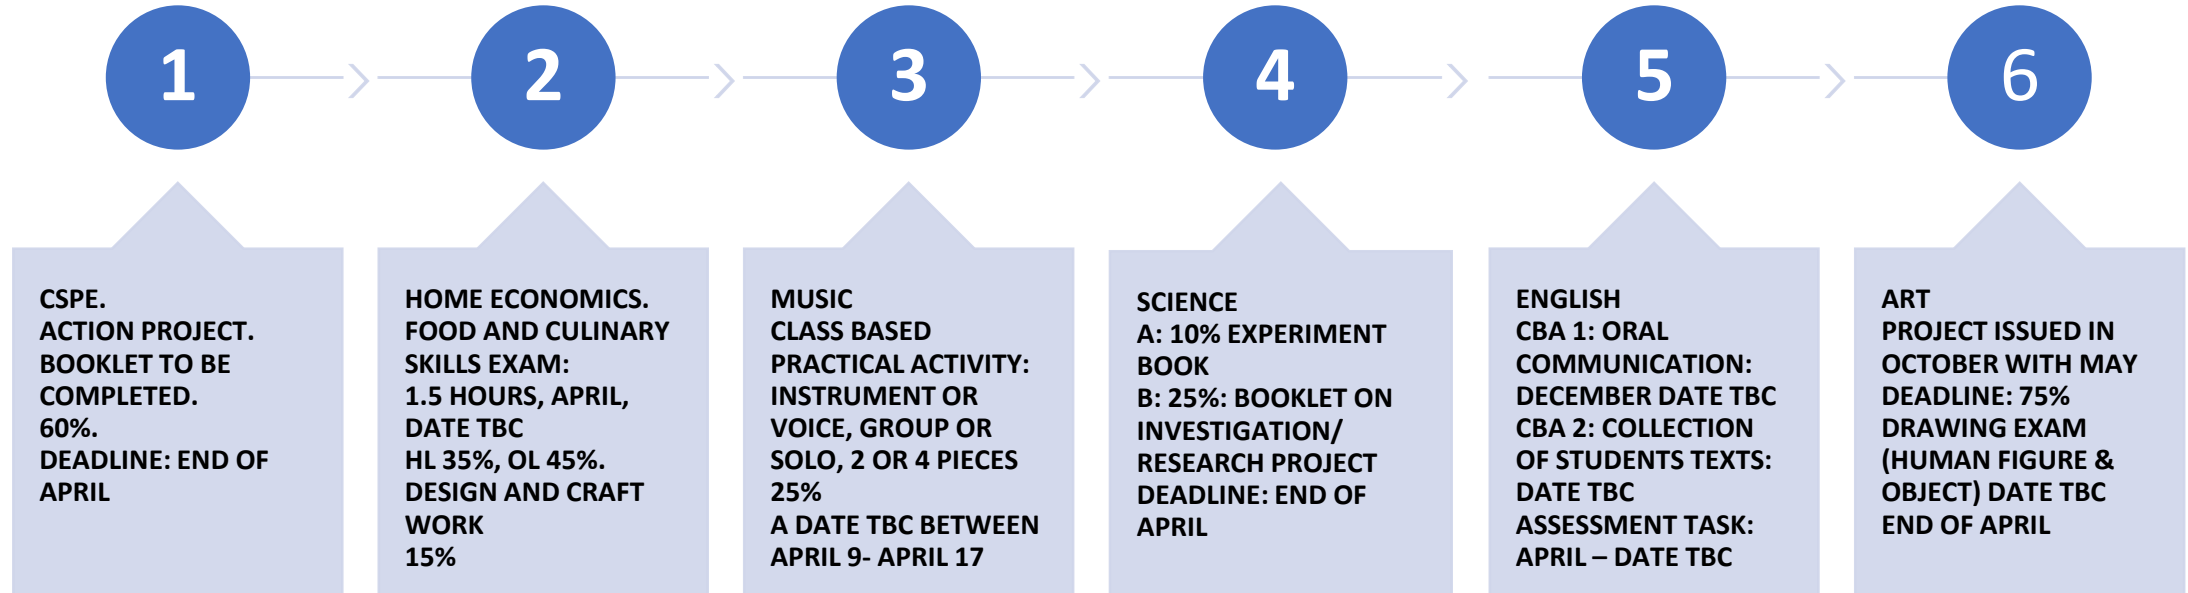 1
2
3
4
5
6
CSPE.
ACTION PROJECT.
BOOKLET TO BE
COMPLETED.
60%.
DEADLINE: END OF
APRIL
HOME ECONOMICS.
FOOD AND CULINARY
SKILLS EXAM:
1.5 HOURS, APRIL,
DATE TBC
HL 35%, OL 45%.
DESIGN AND CRAFT
WORK
15%
MUSIC
CLASS BASED
PRACTICAL ACTIVITY:
INSTRUMENT OR
VOICE, GROUP OR
SOLO, 2 OR 4 PIECES
25%
A DATE TBC BETWEEN
APRIL 9- APRIL 17
SCIENCE
A: 10% EXPERIMENT
BOOK
B: 25%: BOOKLET ON
INVESTIGATION/
RESEARCH PROJECT
DEADLINE: END OF
APRIL
ENGLISH
CBA 1: ORAL
COMMUNICATION:
DECEMBER DATE TBC
CBA 2: COLLECTION
OF STUDENTS TEXTS:
DATE TBC
ASSESSMENT TASK:
APRIL – DATE TBC
ART
PROJECT ISSUED IN
OCTOBER WITH MAY
DEADLINE: 75%
DRAWING EXAM
(HUMAN FIGURE &
OBJECT) DATE TBC
END OF APRIL